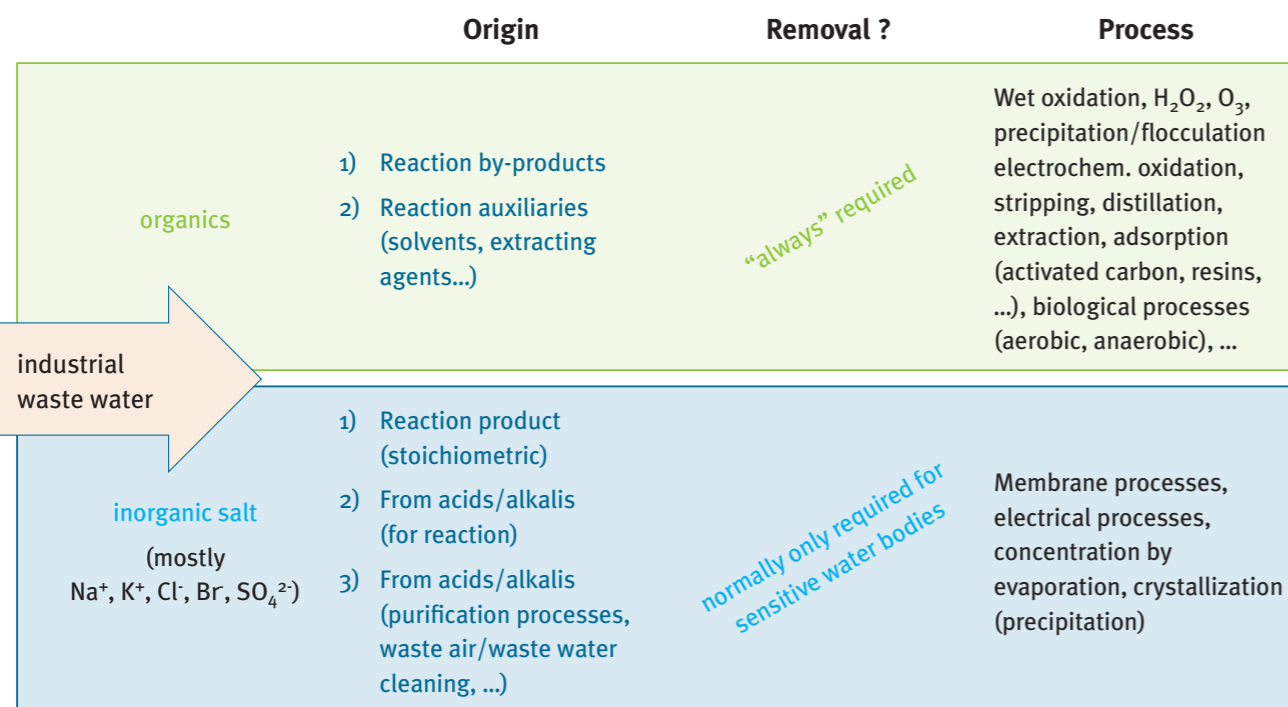 Origin
Removal ?
Process
organics
1) Reaction by-products
2) Reaction auxiliaries
(solvents, extracting
agents...)
“always” required
Wet oxidation, H₂O₂, O₃,
precipitation/flocculation
electrochem. oxidation,
stripping, distillation,
extraction, adsorption
(activated carbon, resins,
...), biological processes
(aerobic, anaerobic), ...
industrial
waste water
inorganic salt
(mostly
Na⁺, K⁺, Cl⁻, Br⁻, SO₄²⁻)
1) Reaction product
(stoichiometric)
2) From acids/alkalis
(for reaction)
3) From acids/alkalis
(purification processes,
waste air/waste water
cleaning, ...)
normally only required for
sensitive water bodies
Membrane processes,
electrical processes,
concentration by
evaporation, crystallization
(precipitation)